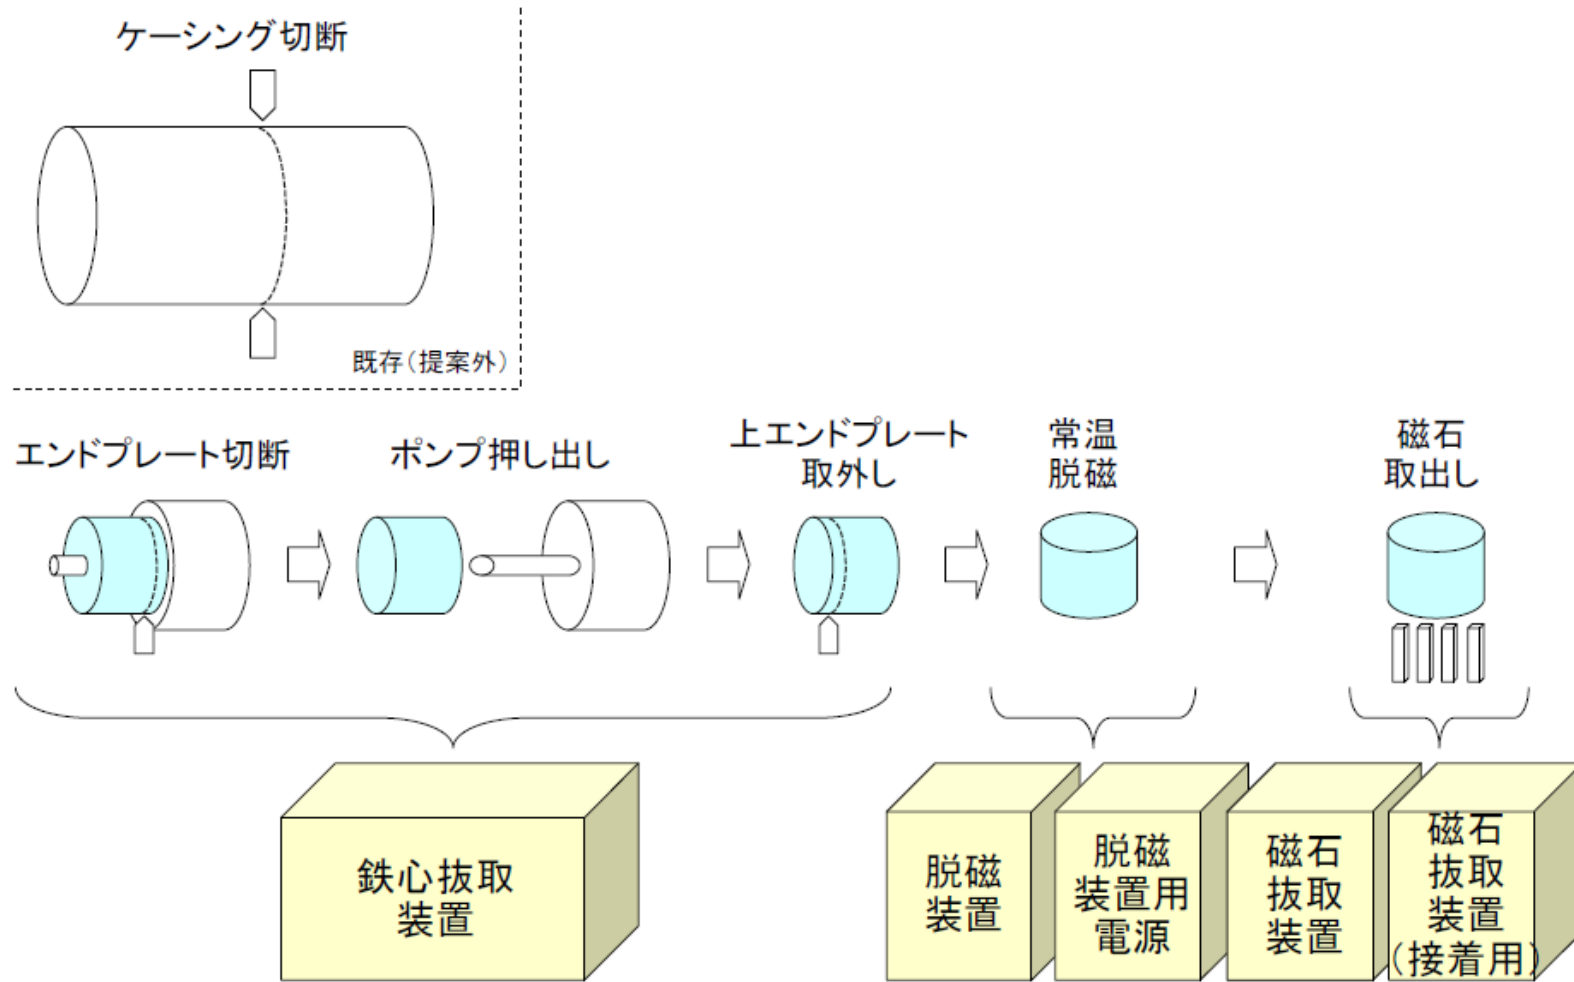 ケーシング切断
既存(提案外)
エンドプレート切断
ポンプ押し出し
上エンドプレート
取外し
常温
脱磁
磁石
取出し
鉄心抜取
装置
脱磁
装置
脱磁
装置用
電源
磁石
抜取
装置
磁石
抜取
装置
(接着用)